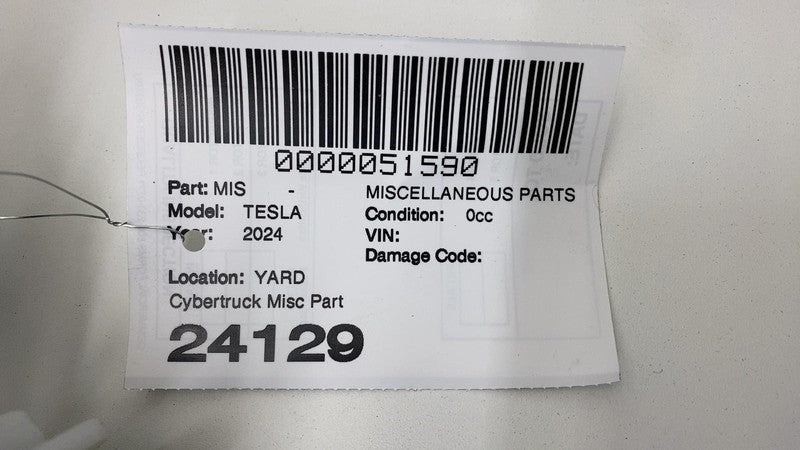 0000051590
Part: MIS - MISCELLANEOUS PARTS
Model: TESLA Condition: 0cc
Year: 2024 VIN:
Damage Code:
Location: YARD
Cybertruck Misc Part
24129